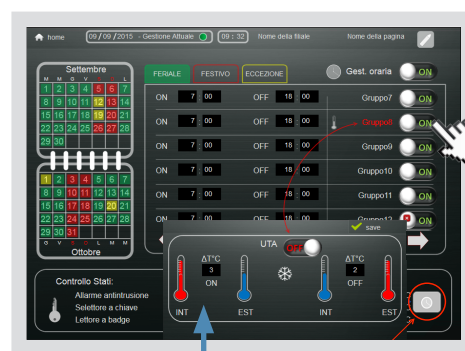 home 09/09/2015 - Gestione Attuale 09 : 32 Nome della filiale Nome della pagina
Settembre
M M G V L
1 2 3 4 5 6 7
8 9 10 11 12 13 14
15 16 17 18 19 20 21
22 23 24 25 26 27 28
29 30
1 2 3 4 5 6 7
8 9 10 11 12 13 14
15 16 17 18 19 20 21
22 23 24 25 26 27 28
29 30 31
G V L M M
Ottobre
FERIALE FESTIVO ECCEZIONE Gest. oraria ON
ON 7 : 00 OFF 18 : 00 Gruppo7 ON
ON 7 : 00 OFF 18 : 00 Gruppo8 ON
ON 7 : 00 OFF 18 : 00 Gruppo9 ON
ON 7 : 00 OFF 18 : 00 Gruppo10 ON
ON 7 : 00 OFF 18 : 00 Gruppo11 ON
ON 7 : 00 OFF 18 : 00 Gruppo12 ON
save
UTA OFF
ΔT°C ΔT°C
3 2
ON OFF
INT EST INT EST
Controllo Stati:
Allarme antintrusione
Selettore a chiave
Lettore a badge